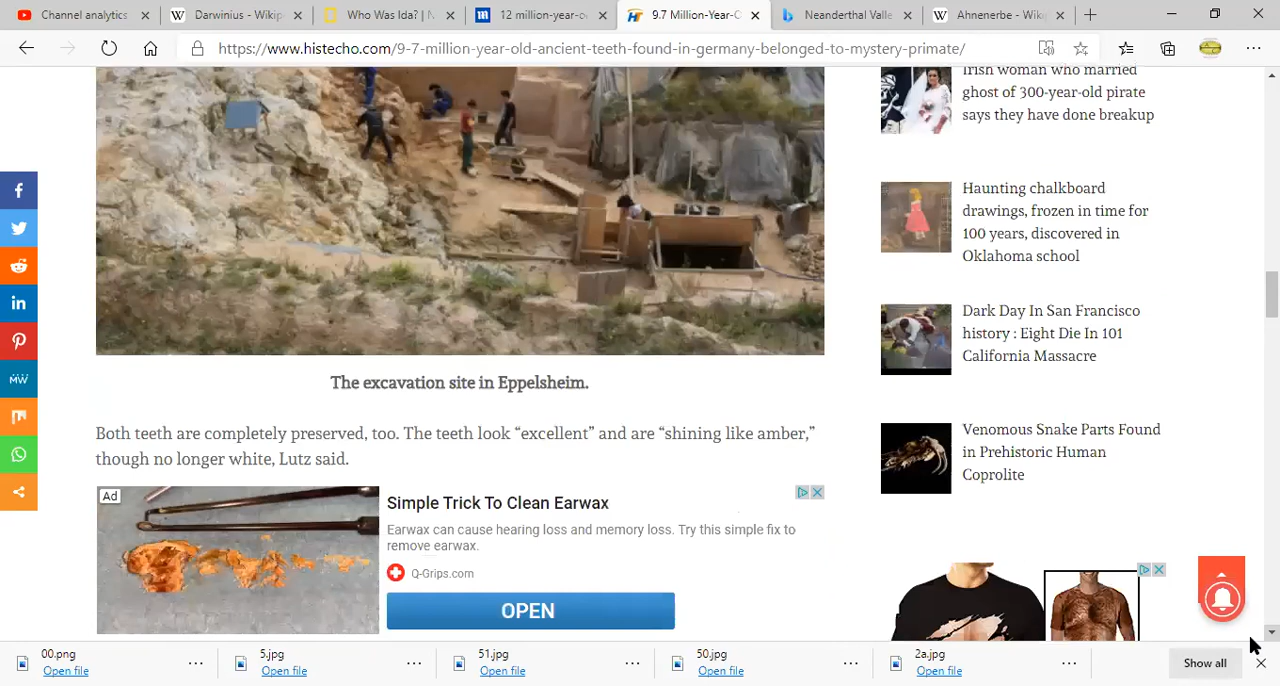 Channel analytics
Darwinius - Wikip
Who Was Ida? | N
12 million-year-o
9.7 Million-Year-O
Neanderthal Valle
Ahnenerbe - Wiki
https://www.histecho.com/9-7-million-year-old-ancient-teeth-found-in-germany-belonged-to-mystery-primate/
Irish woman who married
ghost of 300-year-old pirate
says they have done breakup
Haunting chalkboard
drawings, frozen in time for
100 years, discovered in
Oklahoma school
Dark Day In San Francisco
history : Eight Die In 101
California Massacre
The excavation site in Eppelsheim.
Both teeth are completely preserved, too. The teeth look “excellent” and are “shining like amber,”
though no longer white, Lutz said.
Venomous Snake Parts Found
in Prehistoric Human
Coprolite
Ad
Simple Trick To Clean Earwax
Earwax can cause hearing loss and memory loss. Try this simple fix to
remove earwax.
Q-Grips.com
OPEN
00.png
Open file
5.jpg
Open file
51.jpg
Open file
50.jpg
Open file
2a.jpg
Open file
Show all